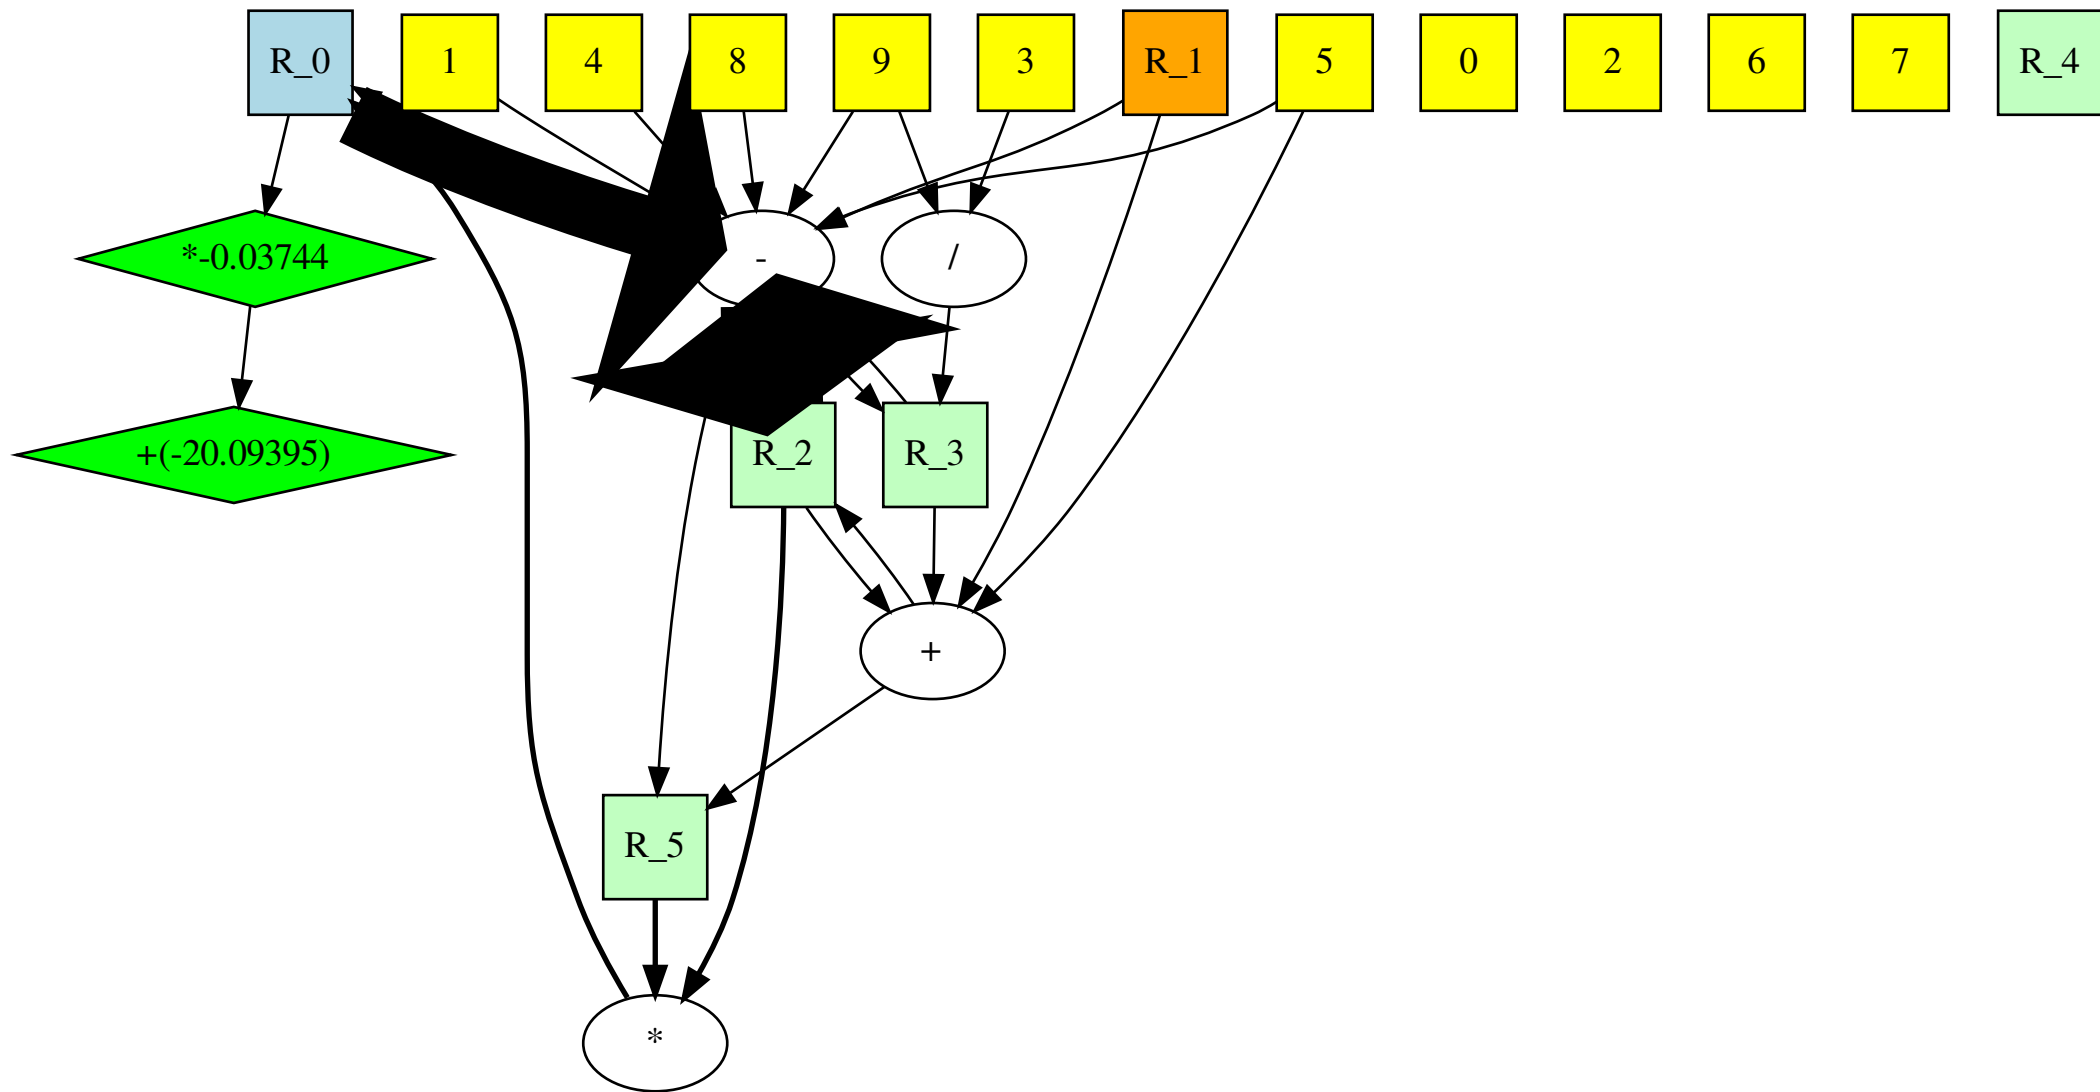 R_0 1 4 8 9 3 R_1 5 0 2 6 7 R_4
*-0.03744 - /
+(-20.09395) R_2 R_3
+
R_5
*